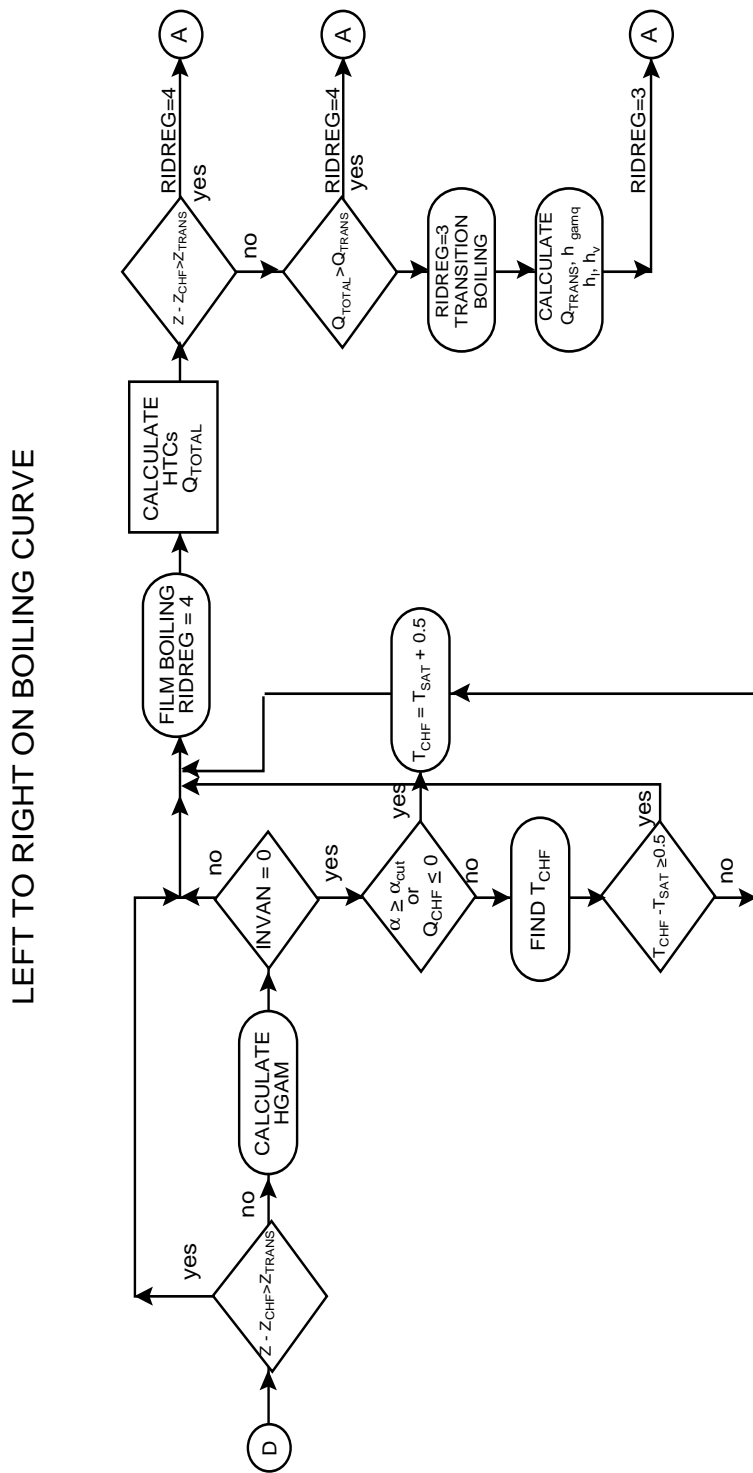 LEFT TO RIGHT ON BOILING CURVE
D
Z - ZCHF>ZTRANS
yes
no
CALCULATE
HGAM
INVAN = 0
no
yes
α ≥ αcut
or
QCHF ≤ 0
yes
no
TCHF = TSAT + 0.5
FIND TCHF
TCHF -TSAT ≥0.5
yes
no
FILM BOILING
RIDREG = 4
CALCULATE
HTCs
QTOTAL
Z - ZCHF>ZTRANS
yes
RIDREG=4
A
no
QTOTAL>QTRANS
yes
RIDREG=4
A
RIDREG=3
TRANSITION
BOILING
CALCULATE
QTRANS, h gamq
hl, hv
RIDREG=3
A